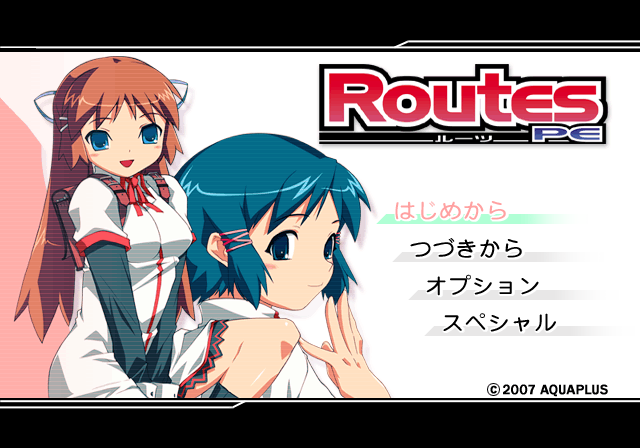 Routes
ルーツ PE
はじめから
つづきから
オプション
スペシャル
©2007 AQUAPLUS